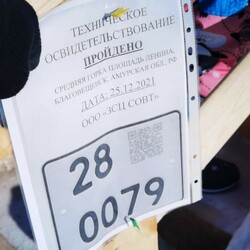 ТЕХНИЧЕСКОЕ
ОСВИДЕТЕЛЬСТВОВАНИЕ
ПРОЙДЕНО
СРЕДНЯЯ ГОРКА ПЛОЩАДЬ ЛЕНИНА,
БЛАГОВЕЩЕНСК, АМУРСКАЯ ОБЛ., РФ
ДАТА: 25.12.2021
ООО «ЗСЦ СОВТ»
28
0079